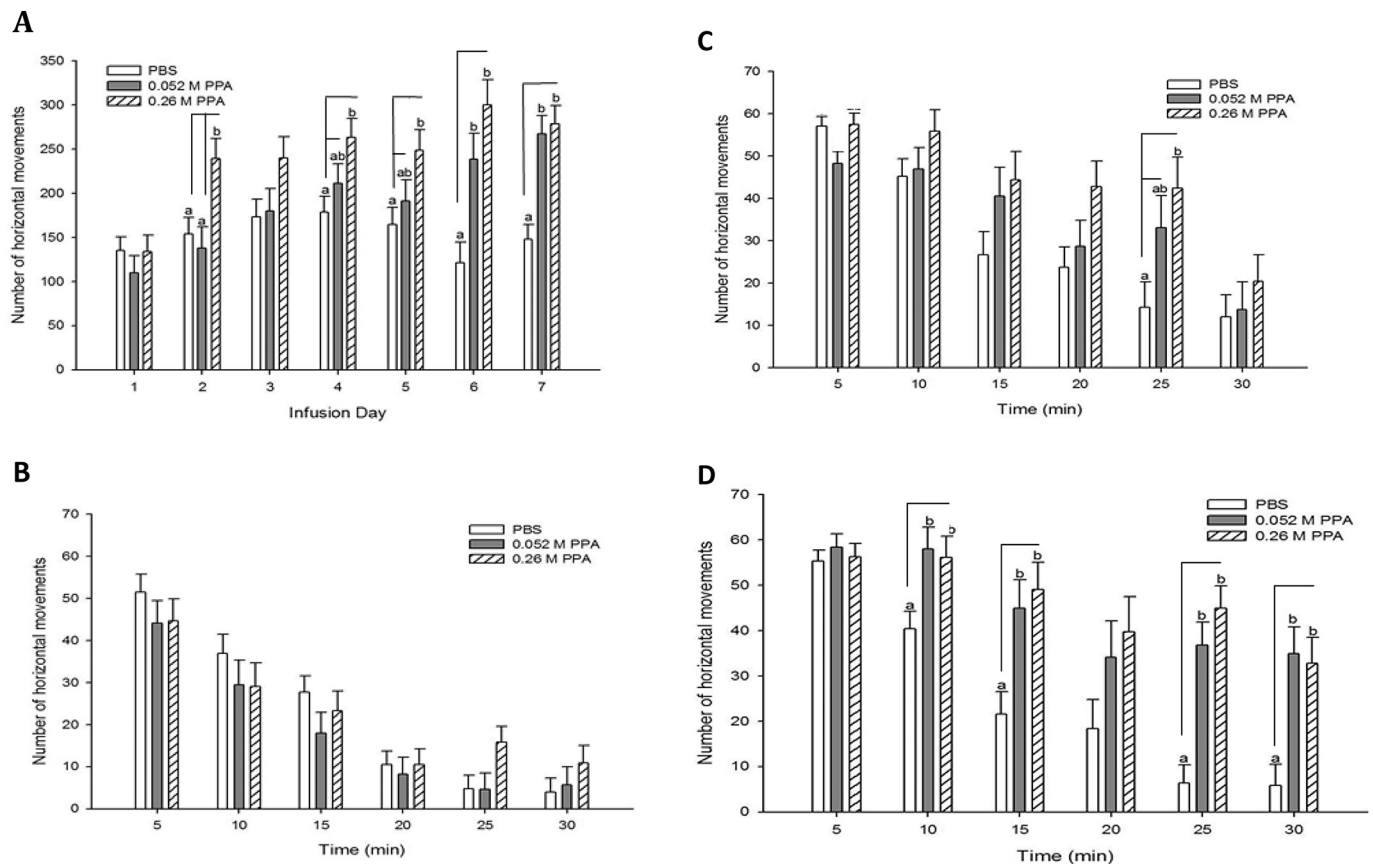 A
Number of horizontal movements
350
300
250
200
150
100
50
0
PBS
0.052 M PPA
0.26 M PPA
a
a
b
a
ab
b
a
ab
b
a
b
b
a
b
b
1 2 3 4 5 6 7
Infusion Day
B
Number of horizontal movements
70
60
50
40
30
20
10
0
PBS
0.052 M PPA
0.26 M PPA
5 10 15 20 25 30
Time (min)
C
Number of horizontal movements
70
60
50
40
30
20
10
0
PBS
0.052 M PPA
0.26 M PPA
a
ab
b
5 10 15 20 25 30
Time (min)
D
Number of horizontal movements
70
60
50
40
30
20
10
0
PBS
0.052 M PPA
0.26 M PPA
a
b
b
a
b
b
a
b
b
a
b
b
5 10 15 20 25 30
Time (min)